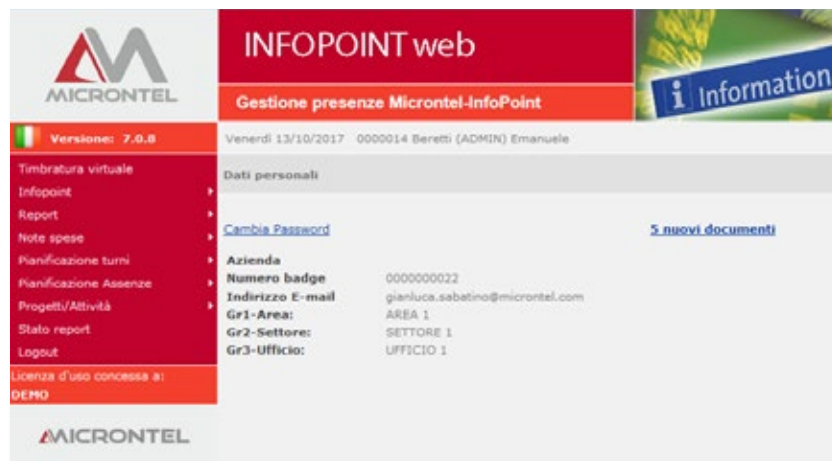 MICRONTEL
INFOPOINT web
i Information
Gestione presenze Microntel-InfoPoint
Versione: 7.0.8
Venerdì 13/10/2017 0000014 Beretti (ADMIN) Emanuele
Timbratura virtuale
Infopoint
Report
Note spese
Pianificazione turni
Pianificazione Assenze
Progetti/Attività
Stato report
Logout
Licenza d'uso concessa a:
DEMO
MICRONTEL
Dati personali
Cambia Password
5 nuovi documenti
Azienda
Numero badge 0000000022
Indirizzo E-mail gianluca.sabatino@microntel.com
Gr1-Area: AREA 1
Gr2-Settore: SETTORE 1
Gr3-Ufficio: UFFICIO 1